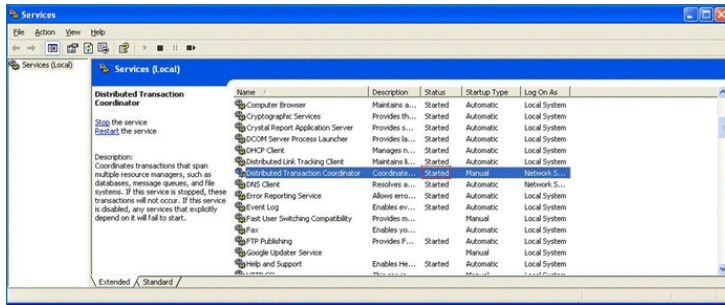 Services
File Action View Help
Services (Local)
Services (Local)
Distributed Transaction
Coordinator
Stop the service
Restart the service
Description:
Coordinates transactions that span
multiple resource managers, such as
databases, message queues, and file
systems. If this service is stopped, these
transactions will not occur. If this service
is disabled, any services that explicitly
depend on it will fail to start.
Name Description Status Startup Type Log On As
Computer Browser Maintains a... Started Automatic Local System
Cryptographic Services Provides th... Started Automatic Local System
Crystal Report Application Server Provides s... Started Automatic Local System
DCOM Server Process Launcher Provides la... Started Automatic Local System
DHCP Client Manages n... Started Automatic Local System
Distributed Link Tracking Client Maintains li... Started Automatic Local System
Distributed Transaction Coordinator Coordinate... Started Manual Network S...
DNS Client Resolves a... Started Automatic Network S...
Error Reporting Service Allows erro... Started Automatic Local System
Event Log Enables ev... Started Automatic Local System
Fast User Switching Compatibility Provides m... Manual Local System
Fax Enables yo... Automatic Local System
FTP Publishing Provides F... Started Automatic Local System
Google Updater Service Manual Local System
Help and Support Enables He... Started Automatic Local System
Extended Standard